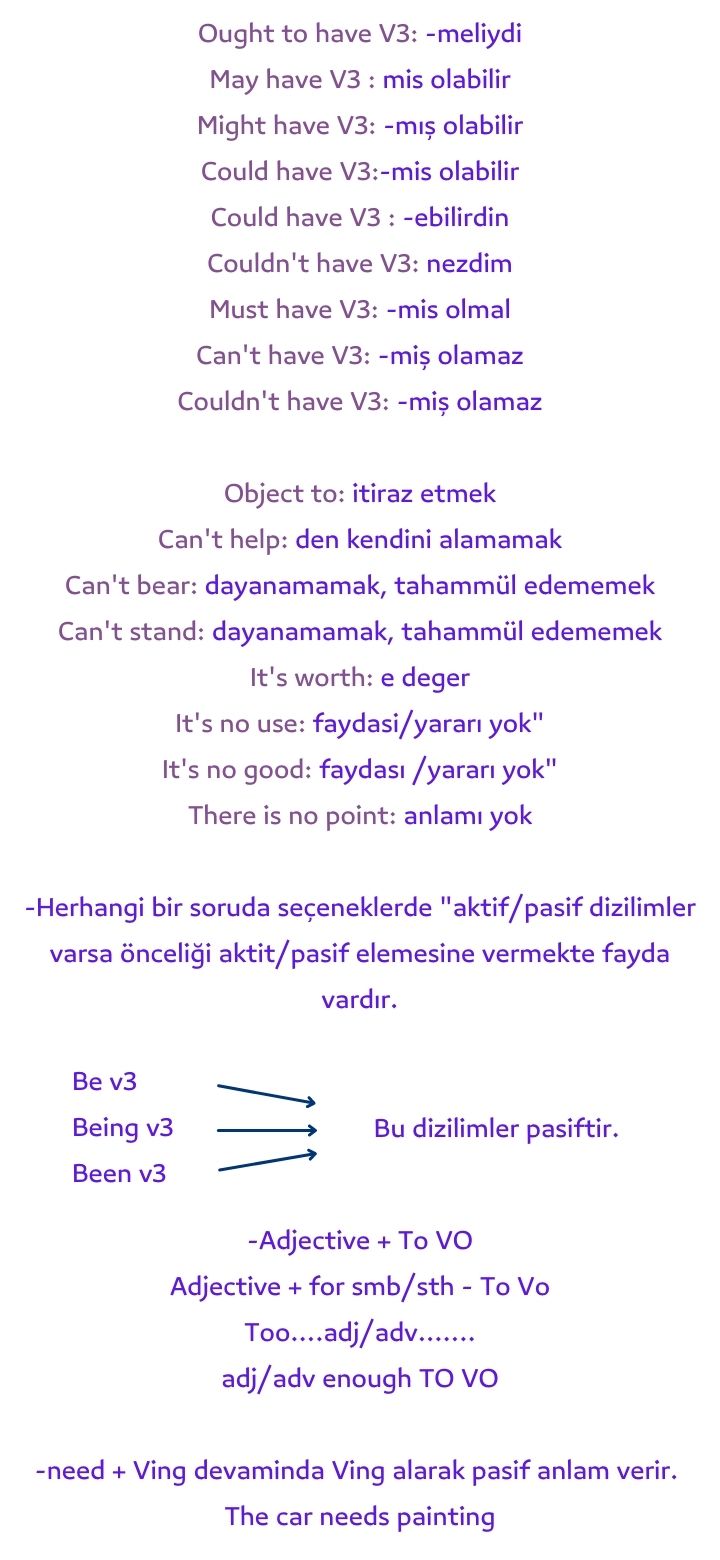 Ought to have V3: -meliydi
May have V3 : mis olabilir
Might have V3: -mış olabilir
Could have V3:-mis olabilir
Could have V3 : -ebilirdin
Couldn't have V3: nezdim
Must have V3: -mis olmal
Can't have V3: -miş olamaz
Couldn't have V3: -miş olamaz
Object to: itiraz etmek
Can't help: den kendini alamamak
Can't bear: dayanamamak, tahammül edememek
Can't stand: dayanamamak, tahammül edememek
It's worth: e deger
It's no use: faydasi/yararı yok"
It's no good: faydası /yararı yok"
There is no point: anlamı yok
-Herhangi bir soruda seçeneklerde "aktif/pasif dizilimler
varsa önceliği aktit/pasif elemesine vermekte fayda
vardır.
Be v3
Being v3
Been v3
Bu dizilimler pasiftir.
-Adjective + To VO
Adjective + for smb/sth - To Vo
Too....adj/adv.......
adj/adv enough TO VO
-need + Ving devaminda Ving alarak pasif anlam verir.
The car needs painting